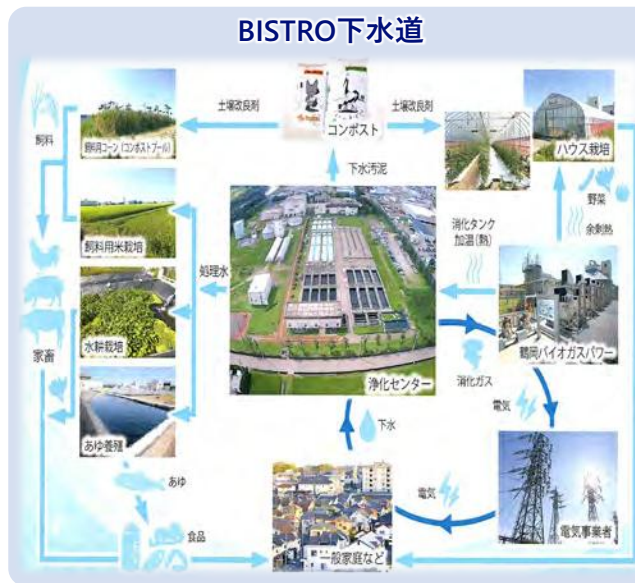 BISTRO下水道
土壌改良剤
コンポスト
土壌改良剤
飼料
飼料用コーン(コンポストプール)
ハウス栽培
下水汚泥
野菜
余剰熱
消化タンク
加温(熱)
飼料用米栽培
処理水
水耕栽培
家畜
鶴岡バイオガスパワー
浄化センター
消化ガス
電気
あゆ養殖
下水
あゆ
電気
食品
一般家庭など
電気事業者